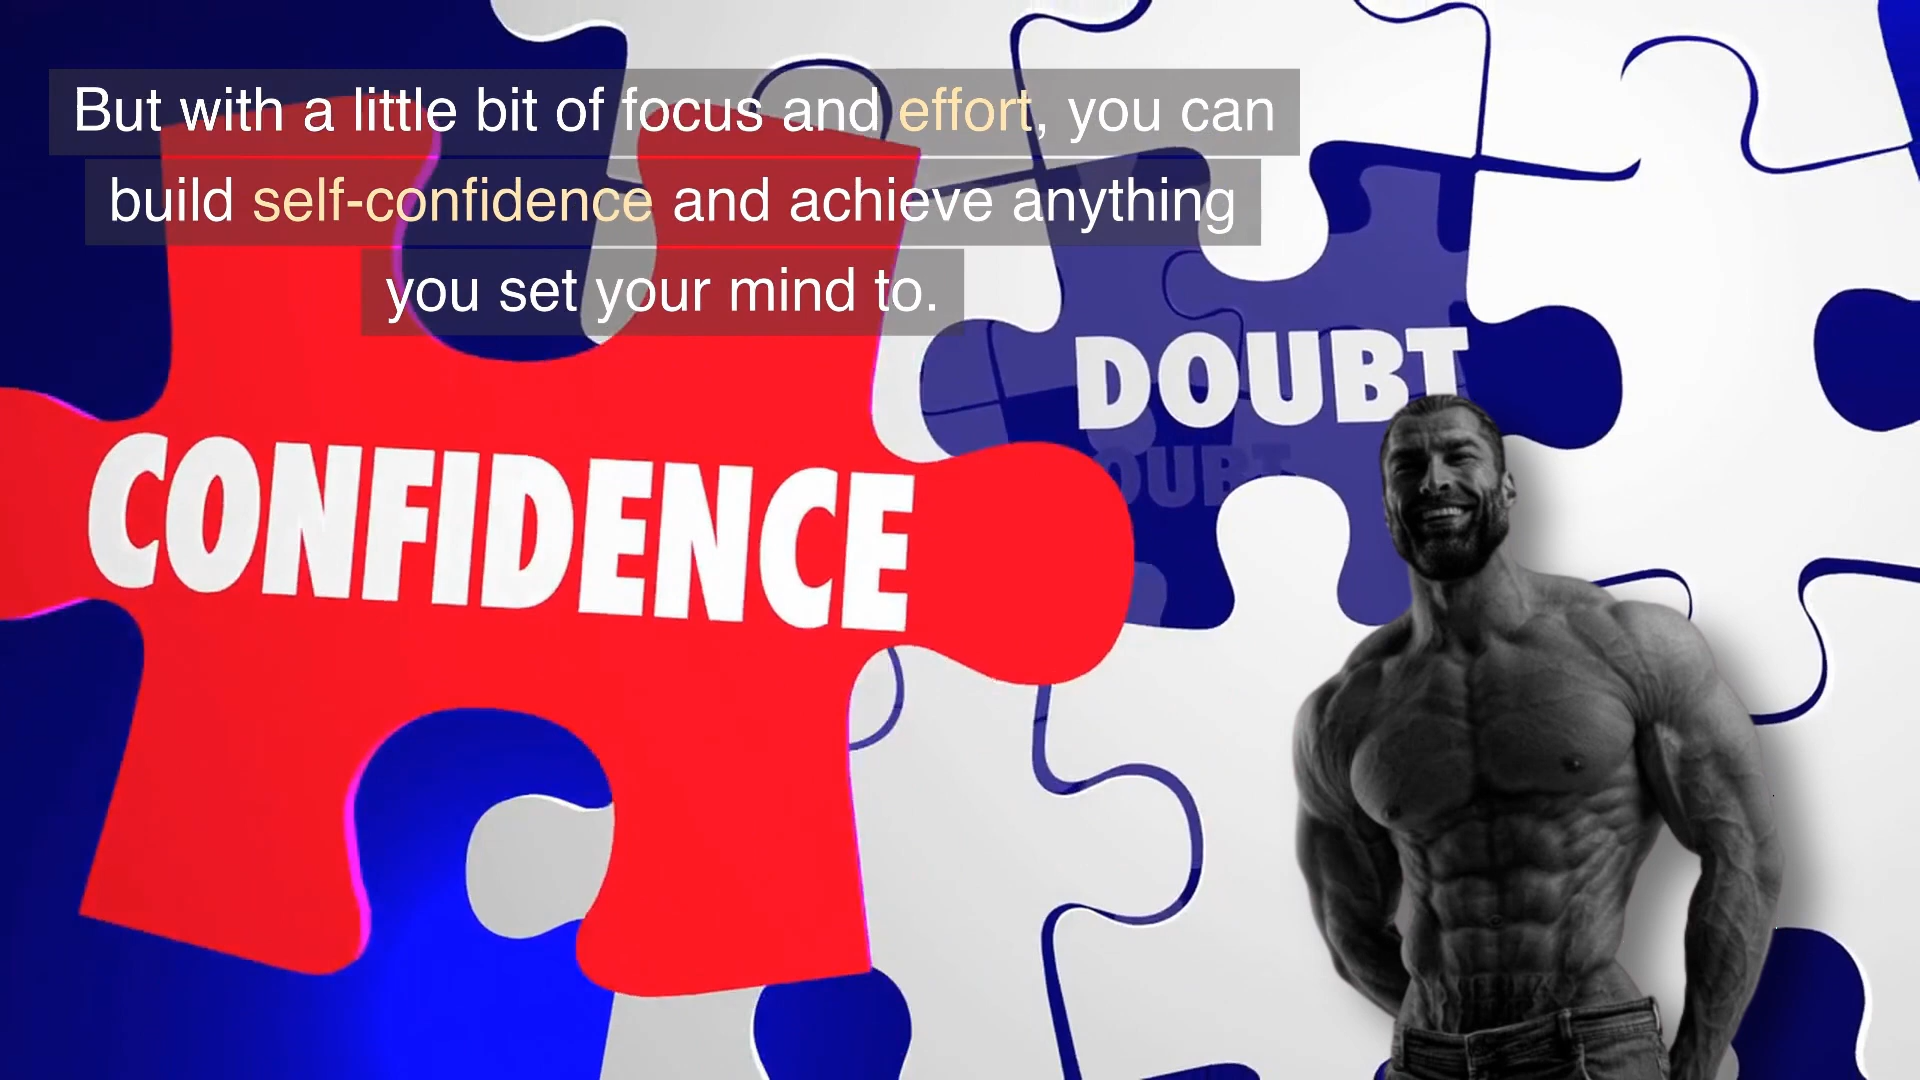 But with a little bit of focus and effort, you can
build self-confidence and achieve anything
you set your mind to.
DOUBT
OUBT
CONFIDENCE